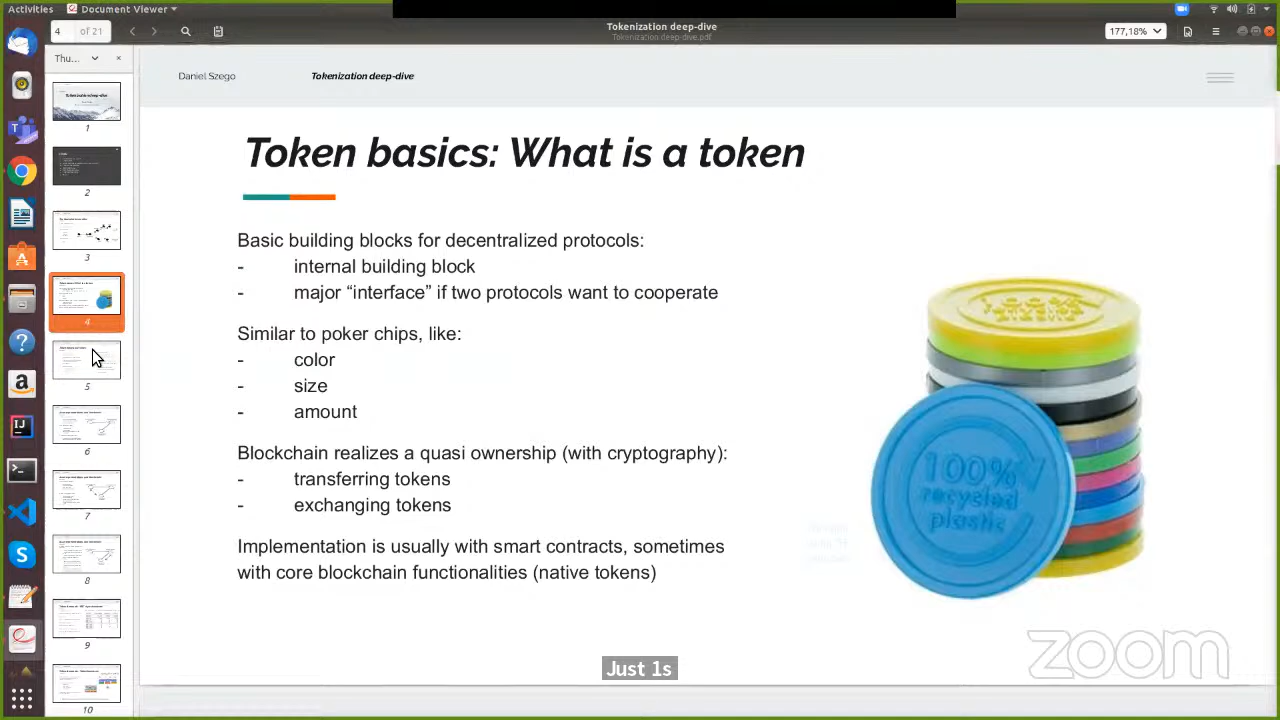 Activities
Document Viewer
Tokenization deep-dive
Tokenization deep-dive.pdf
4 of 21
177,18%
Thu...
Daniel Szego
Tokenization deep-dive
Token basics: What is a token
Basic building blocks for decentralized protocols:
- internal building block
- major “interface” if two protocols want to cooperate
Similar to poker chips, like:
- color
- size
- amount
Blockchain realizes a quasi ownership (with cryptography):
- transferring tokens
- exchanging tokens
Implementation is usually with smart contracts, sometimes
with core blockchain functionalities (native tokens)
100%
recycled
plastic
1
2
3
4
5
6
7
8
9
10
Just 1s
zoom